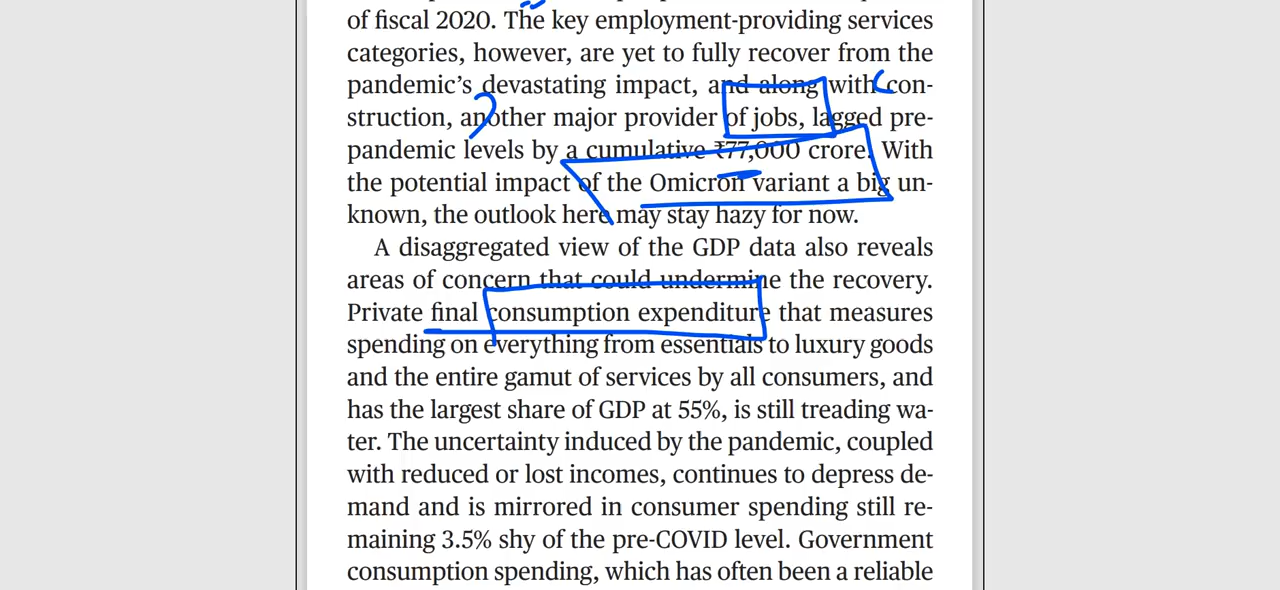 of fiscal 2020. The key employment-providing services
categories, however, are yet to fully recover from the
pandemic's devastating impact, and along with con-
struction, another major provider of jobs, lagged pre-
pandemic levels by a cumulative ₹77,000 crore. With
the potential impact of the Omicron variant a big un-
known, the outlook here may stay hazy for now.
A disaggregated view of the GDP data also reveals
areas of concern that could undermine the recovery.
Private final consumption expenditure that measures
spending on everything from essentials to luxury goods
and the entire gamut of services by all consumers, and
has the largest share of GDP at 55%, is still treading wa-
ter. The uncertainty induced by the pandemic, coupled
with reduced or lost incomes, continues to depress de-
mand and is mirrored in consumer spending still re-
maining 3.5% shy of the pre-COVID level. Government
consumption spending, which has often been a reliable